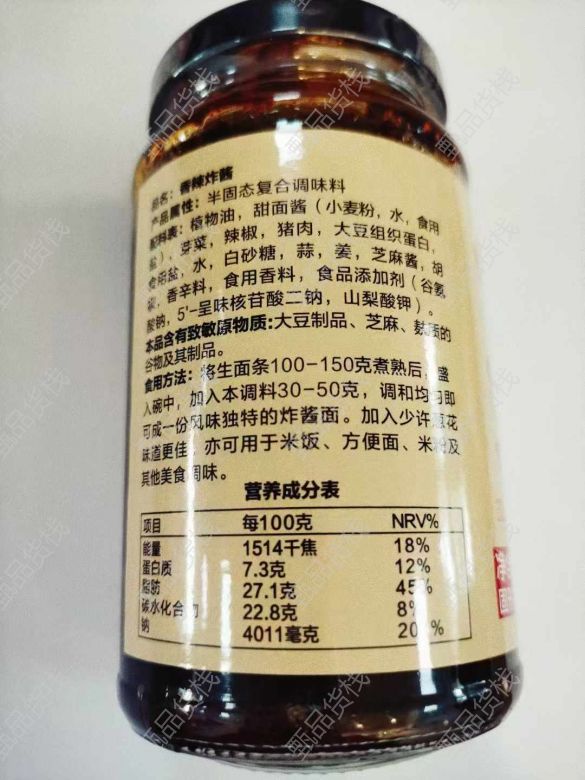 品名：香辣炸酱
产品属性：半固态复合调味料
配料表：植物油，甜面酱（小麦粉，水，食用
盐），芽菜，辣椒，猪肉，大豆组织蛋白，
食用盐，水，白砂糖，蒜，姜，芝麻酱，胡
椒，香辛料，食用香料，食品添加剂（谷氨
酸钠，5'-呈味核苷酸二钠，山梨酸钾）。
本品含有致敏原物质：大豆制品、芝麻、麸质的
谷物及其制品。
食用方法：将生面条100-150克煮熟后，盛
入碗中，加入本调料30-50克，调和均匀即
可成一份风味独特的炸酱面。加入少许葱花
味道更佳，亦可用于米饭、方便面、米粉及
其他美食调味。
营养成分表
项目 每100克 NRV%
能量 1514千焦 18%
蛋白质 7.3克 12%
脂肪 27.1克 45%
碳水化合物 22.8克 8%
钠 4011毫克
净
固
甄品货栈